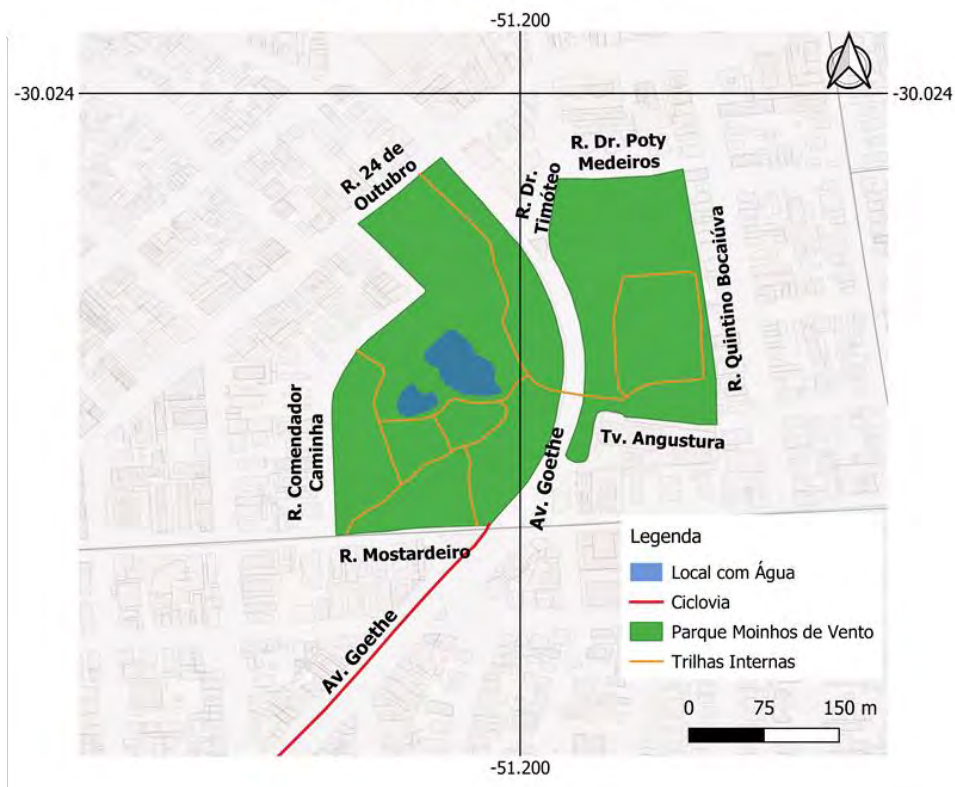 -51.200
-30.024
-30.024
R. 24 de
Outubro
R. Dr.
Timóteo
R. Dr. Poty
Medeiros
R. Quintino Bocaiúva
R. Comendador
Caminha
Tv. Angustura
Av. Goethe
R. Mostardeiro
Av. Goethe
Legenda
Local com Água
Ciclovia
Parque Moinhos de Vento
Trilhas Internas
0 75 150 m
-51.200